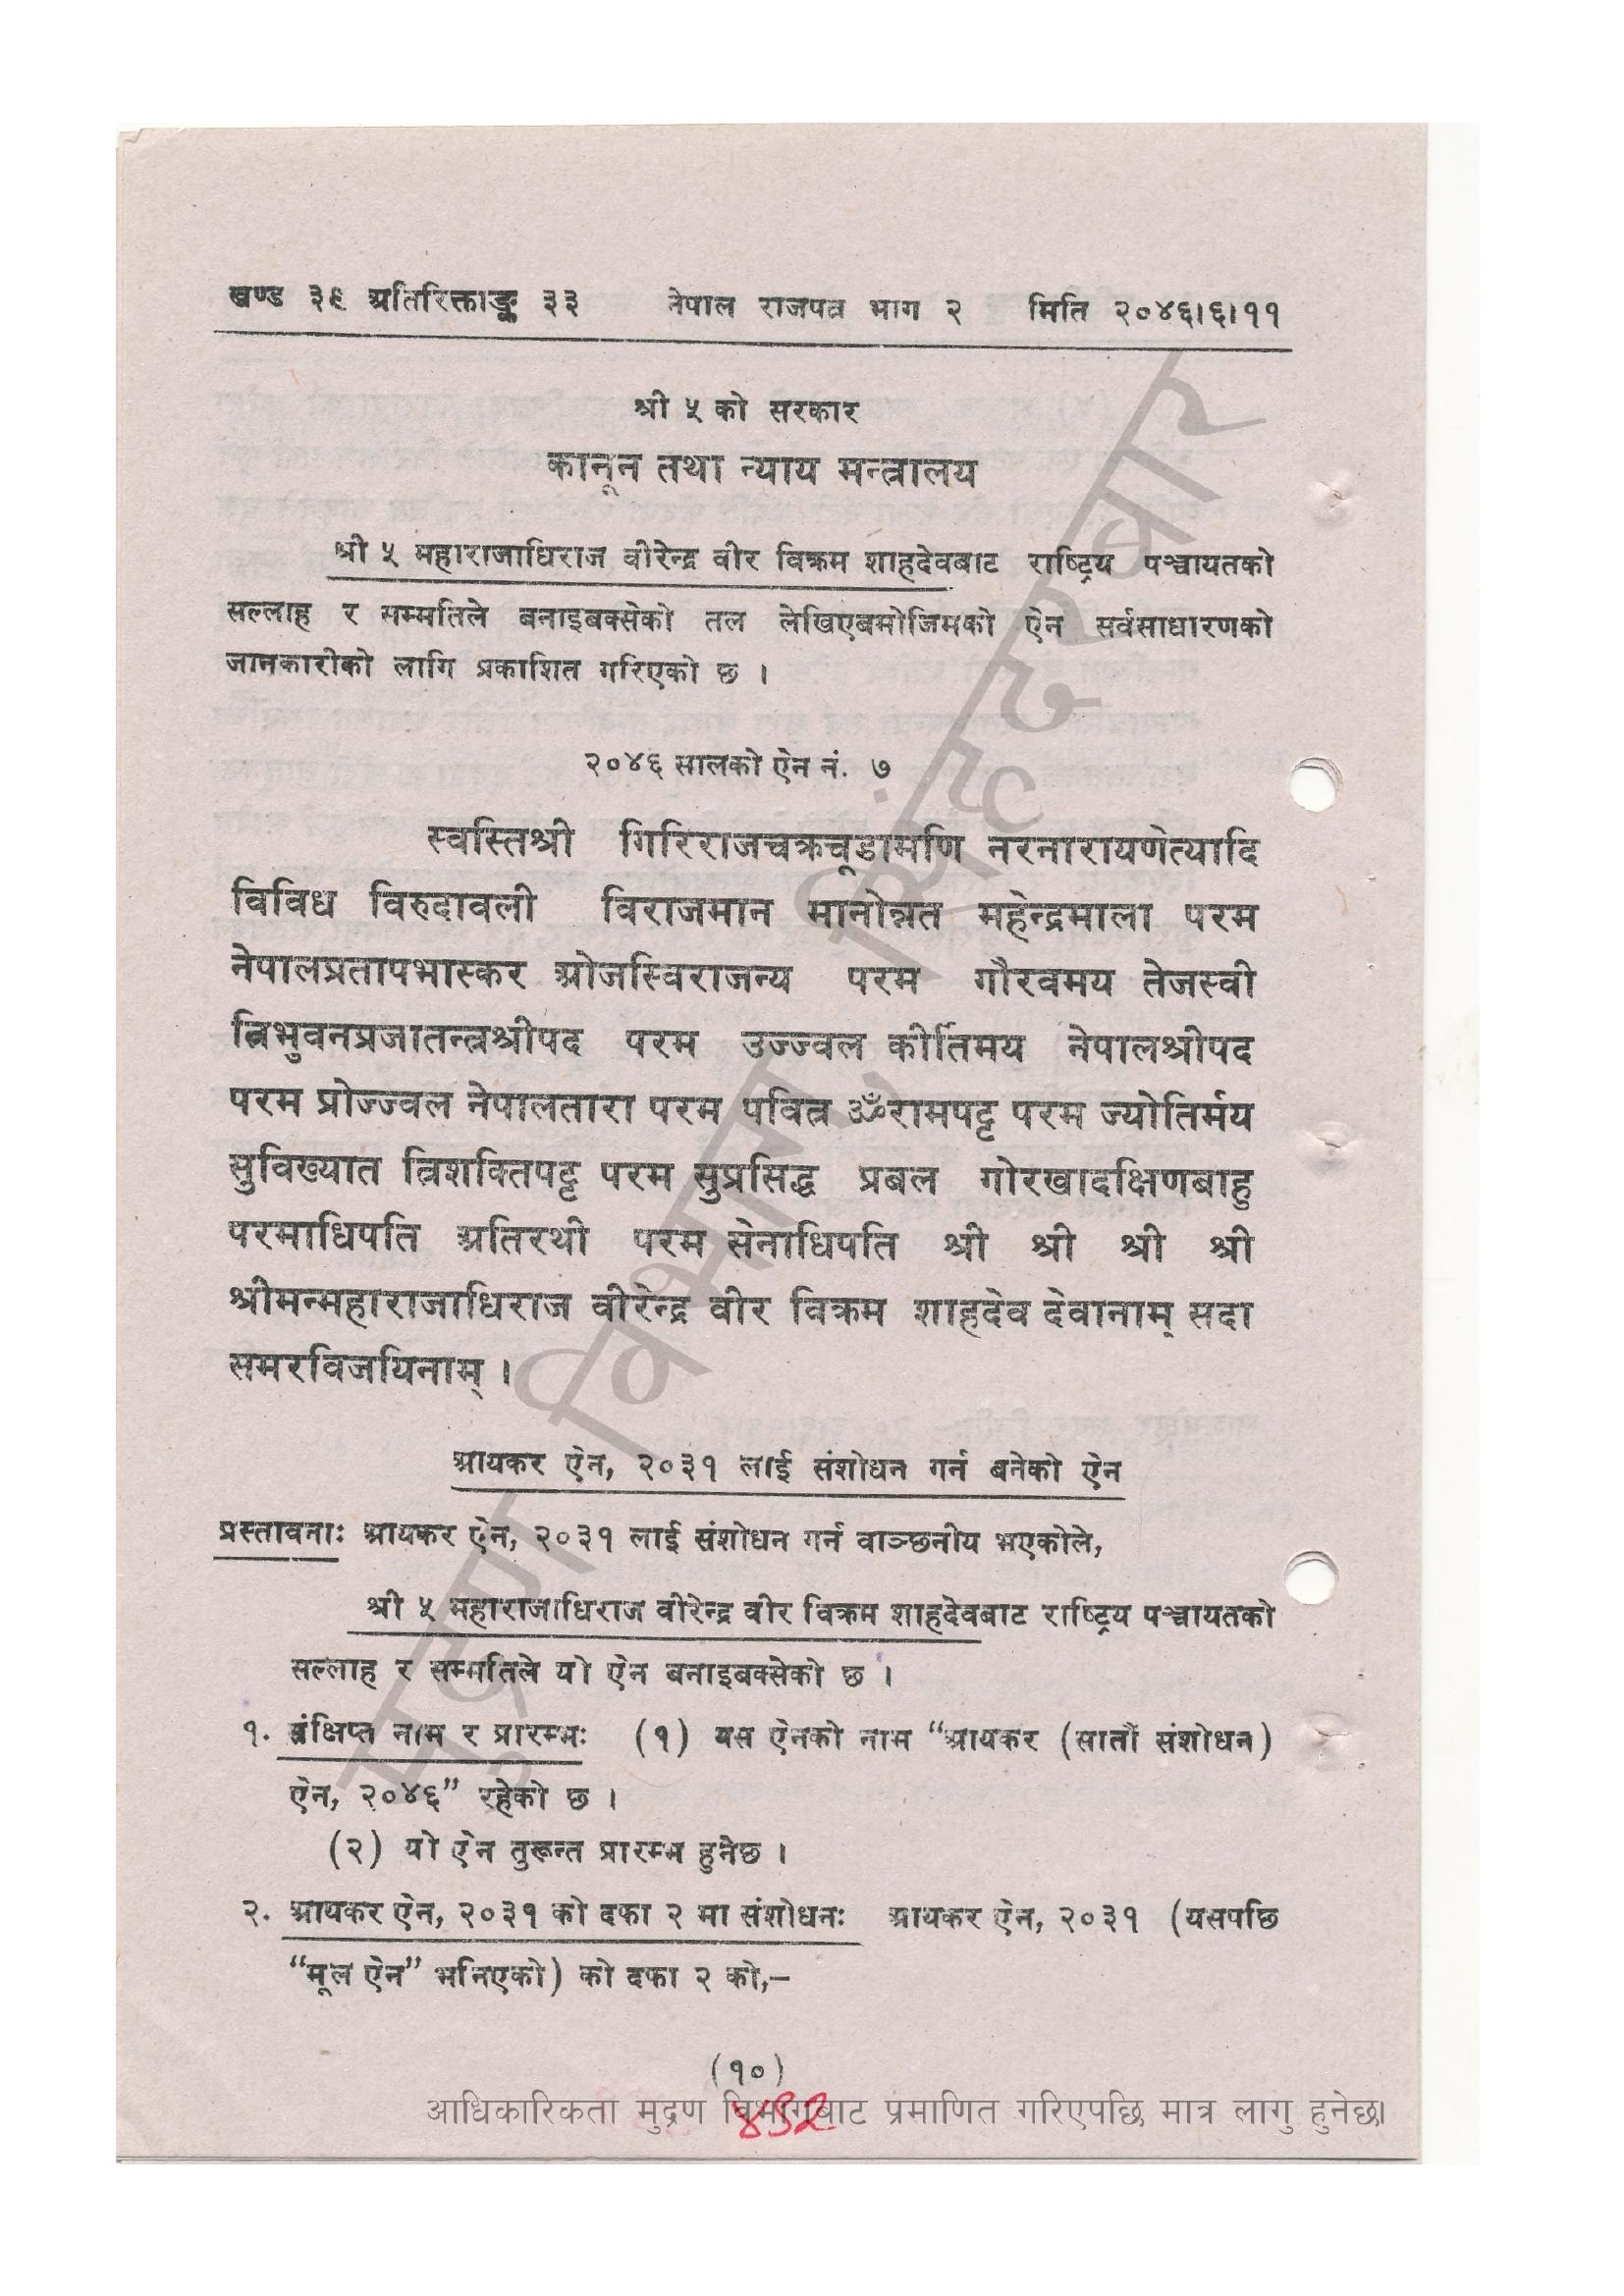 खण्ड ३९ अतिरिक्ताङ्क ३३ नेपाल राजपत्र भाग २ मिति २०४६।६।११
श्री ५ को सरकार
कानून तथा न्याय मन्त्रालय
श्री ५ महाराजाधिराज वीरेन्द्र वीर विक्रम शाहदेवबाट राष्ट्रिय पञ्चायतको
सल्लाह र सम्मतिले बनाइबक्सेको तल लेखिएबमोजिमको ऐन सर्वसाधारणको
जानकारीको लागि प्रकाशित गरिएको छ ।
२०४६ सालको ऐन नं. ७
स्वस्तिश्री गिरिराजचक्रचूडामणि नरनारायणेत्यादि
विविध विरुदावली विराजमान मानोन्नत महेन्द्रमाला परम
नेपालप्रतापभास्कर ओजस्विराजन्य परम गौरवमय तेजस्वी
त्रिभुवनप्रजातन्त्रश्रीपद परम उज्ज्वल कीर्तिमय नेपालश्रीपद
परम प्रोज्ज्वल नेपालतारा परम पवित्र ॐरामपट्ट परम ज्योतिर्मय
सुविख्यात त्रिशक्तिपट्ट परम सुप्रसिद्ध प्रबल गोरखादक्षिणबाहु
परमाधिपति अतिरथी परम सेनाधिपति श्री श्री श्री श्री
श्रीमन्महाराजाधिराज वीरेन्द्र वीर विक्रम शाहदेव देवानाम् सदा
समरविजयिनाम् ।
आयकर ऐन, २०३१ लाई संशोधन गर्न बनेको ऐन
प्रस्तावनाः आयकर ऐन, २०३१ लाई संशोधन गर्न वाञ्छनीय भएकोले,
श्री ५ महाराजाधिराज वीरेन्द्र वीर विक्रम शाहदेवबाट राष्ट्रिय पञ्चायतको
सल्लाह र सम्मतिले यो ऐन बनाइबक्सेको छ ।
१. संक्षिप्त नाम र प्रारम्भः (१) यस ऐनको नाम “आयकर (सातौं संशोधन)
ऐन, २०४६” रहेको छ ।
(२) यो ऐन तुरून्त प्रारम्भ हुनेछ ।
२. आयकर ऐन, २०३१ को दफा २ मा संशोधनः आयकर ऐन, २०३१ (यसपछि
“मूल ऐन” भनिएको) को दफा २ को,–
(१०)
आधिकारिकता मुद्रण विभागबाट प्रमाणित गरिएपछि मात्र लागु हुनेछ।
मुद्रण विभाग, सिंहदरबार